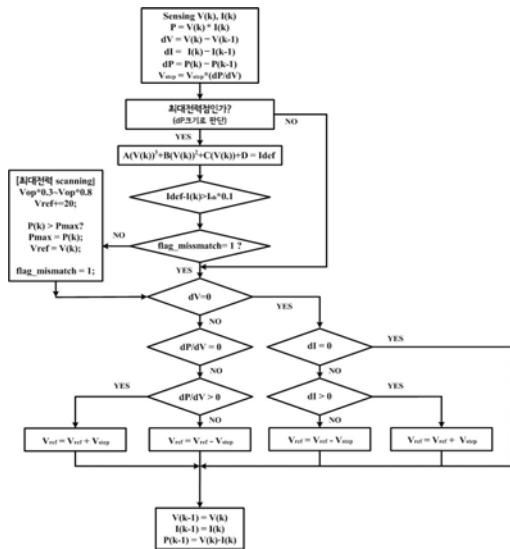 Sensing V(k), I(k)
P = V(k)* I(k)
dV = V(k) − V(k-1)
dI = I(k) − I(k-1)
dP = P(k) − P(k-1)
Vstep = Vstep*(dP/dV)
최대전력점인가?
(dP크기로 판단)
NO
YES
A(V(k))³+B(V(k))²+C(V(k))+D = Idef
[최대전력 scanning]
Vop*0.3~Vop*0.8
Vref+=20;
P(k) > Pmax?
Pmax = P(k);
Vref = V(k);
flag_mismatch = 1;
Idef-I(k)>Ith*0.1
NO
flag_missmatch= 1 ?
YES
dV=0
YES
NO
dP/dV = 0
dI = 0
YES
NO
NO
YES
dP/dV > 0
dI > 0
YES
NO
NO
Vref = Vref + Vstep
Vref = Vref - Vstep
Vref = Vref - Vstep
Vref = Vref + Vstep
V(k-1) = V(k)
I(k-1) = I(k)
P(k-1) = V(k)·I(k)